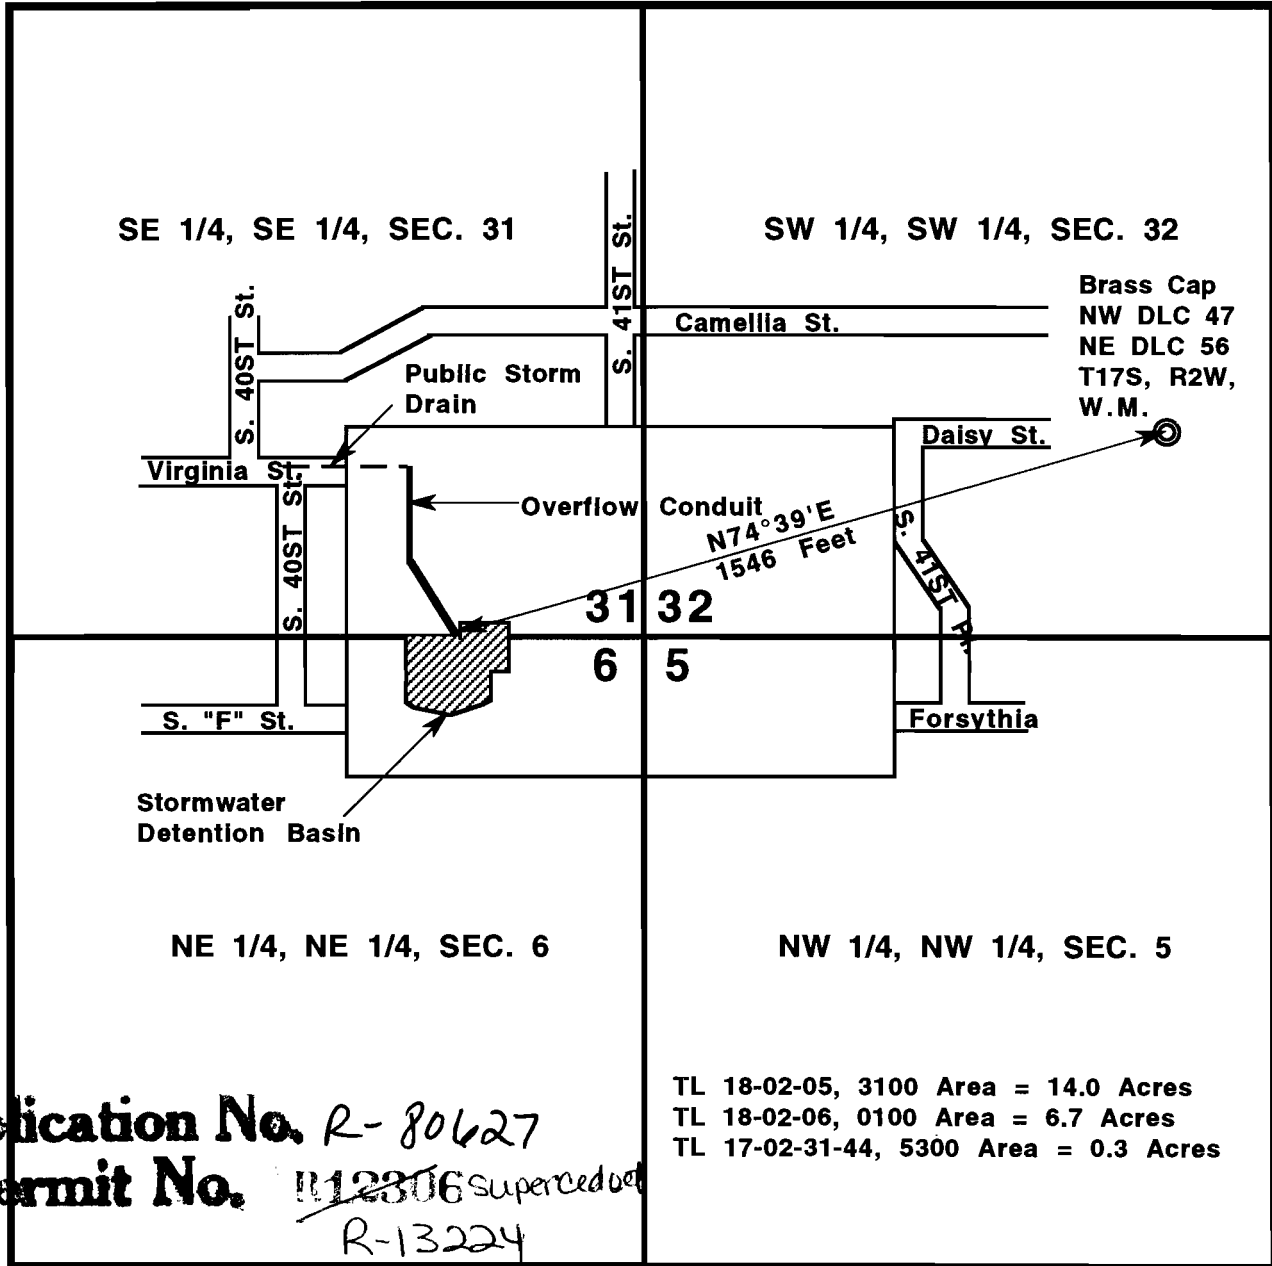 SE 1/4, SE 1/4, SEC. 31
SW 1/4, SW 1/4, SEC. 32
S. 41ST St.
S. 40ST St.
Camellia St.
Brass Cap
NW DLC 47
NE DLC 56
T17S, R2W,
W.M.
Public Storm
Drain
Daisy St.
Virginia St.
Overflow Conduit
N74°39'E
1546 Feet
S. 40ST St.
S. 41ST Pl.
31 32
6 5
S. "F" St.
Forsythia
Stormwater
Detention Basin
NE 1/4, NE 1/4, SEC. 6
NW 1/4, NW 1/4, SEC. 5
TL 18-02-05, 3100 Area = 14.0 Acres
TL 18-02-06, 0100 Area = 6.7 Acres
TL 17-02-31-44, 5300 Area = 0.3 Acres
lication No. R-80627
ermit No. R12306
R-13224